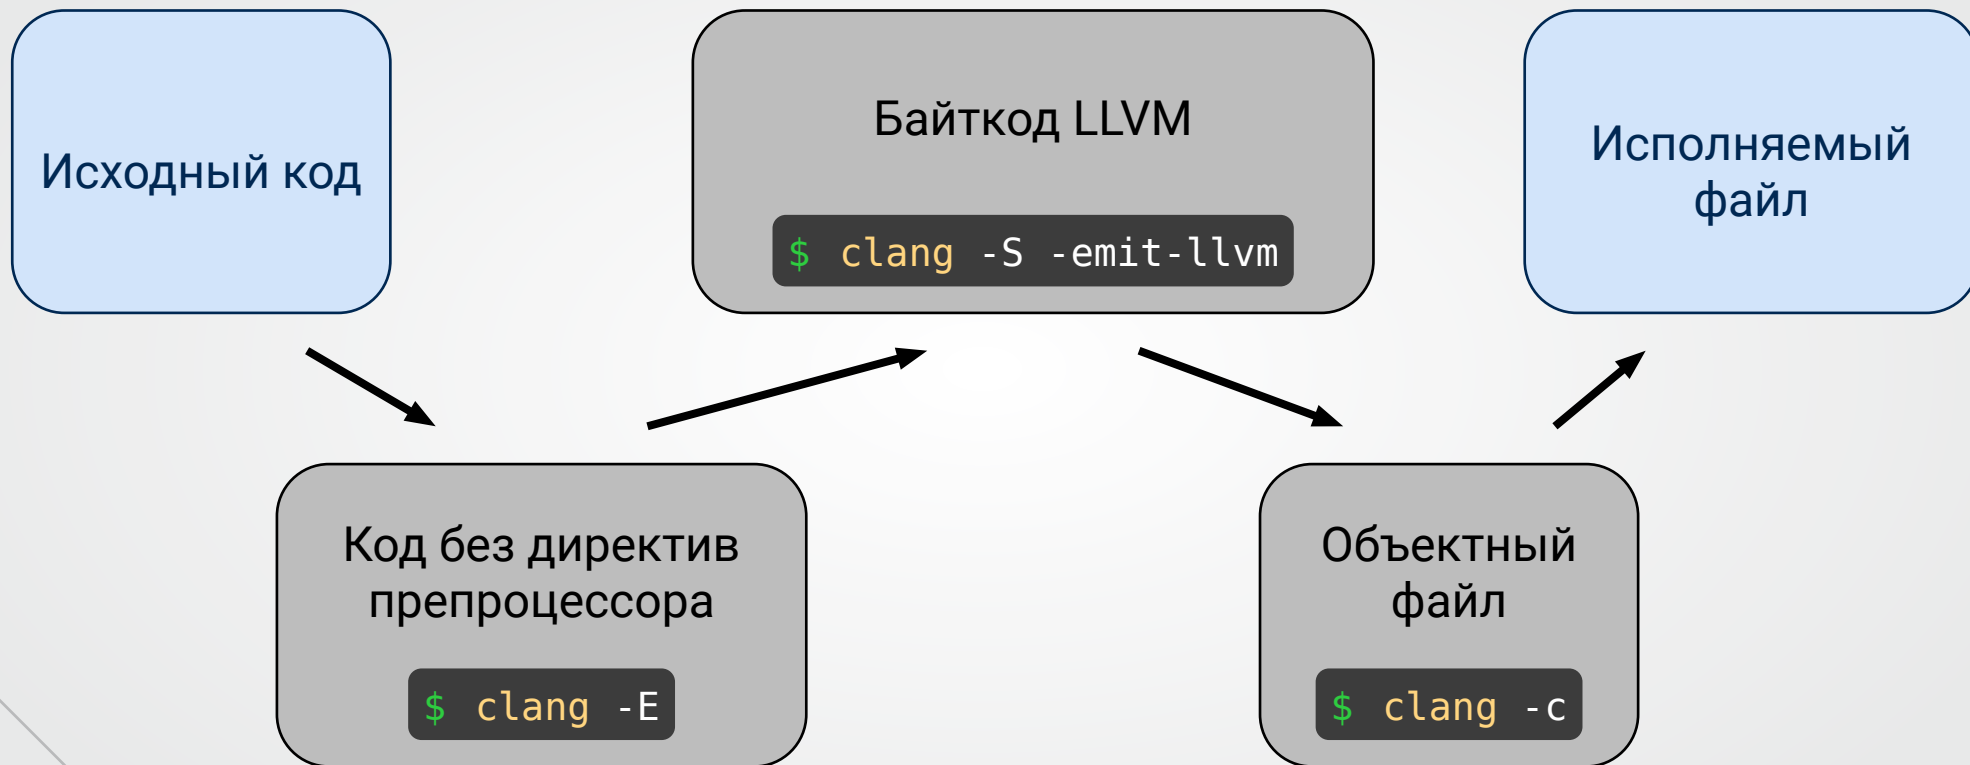 Исходный код
Байткод LLVM
$ clang -S -emit-llvm
Исполняемый
файл
Код без директив
препроцессора
$ clang -E
Объектный
файл
$ clang -c